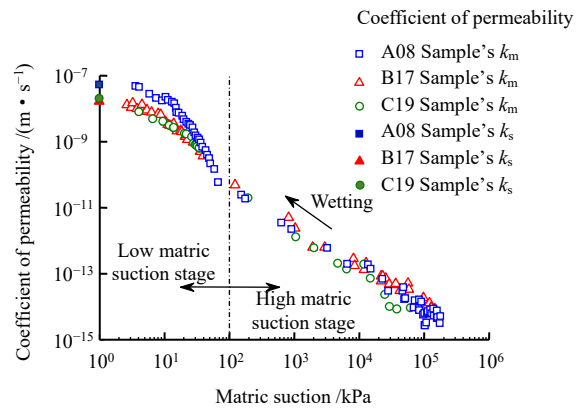 Coefficient of permeability
A08 Sample's kₘ
B17 Sample's kₘ
C19 Sample's kₘ
A08 Sample's kₛ
B17 Sample's kₛ
C19 Sample's kₛ
Coefficient of permeability /(m • s⁻¹)
10⁻⁷
10⁻⁹
10⁻¹¹
10⁻¹³
10⁻¹⁵
Wetting
Low matric
suction stage
High matric
suction stage
10⁰ 10¹ 10² 10³ 10⁴ 10⁵ 10⁶
Matric suction /kPa